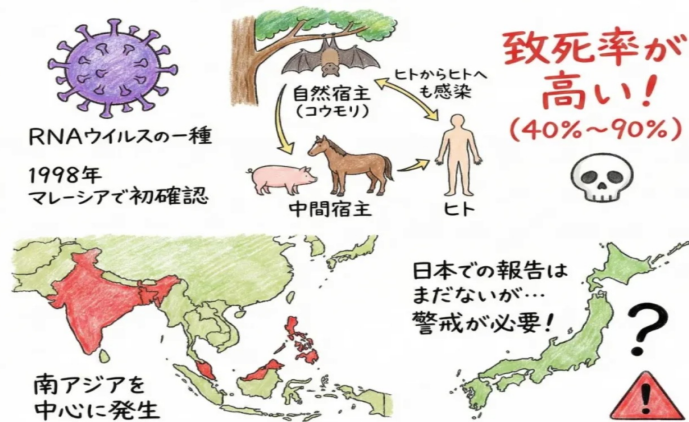 RNAウイルスの一種
1998年
マレーシアで初確認
自然宿主
(コウモリ)
ヒトからヒトへ
も感染
中間宿主
ヒト
致死率が
高い!
(40%~90%)
南アジアを
中心に発生
日本での報告は
まだないが…
警戒が必要!
?
!